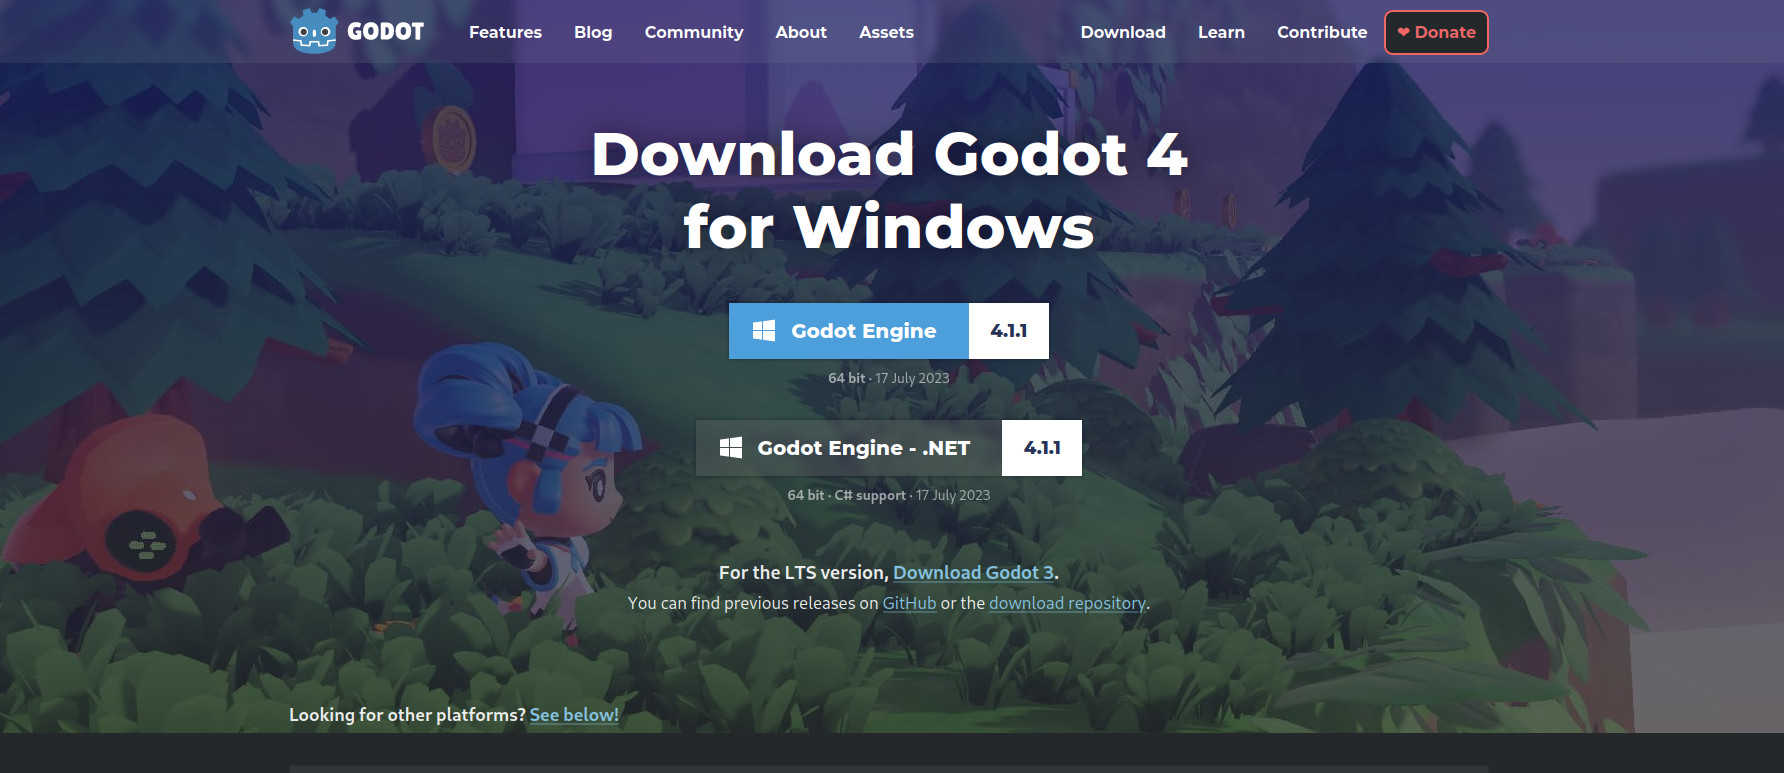 GODOT Features Blog Community About Assets Download Learn Contribute ❤ Donate
Download Godot 4
for Windows
Godot Engine 4.1.1
64 bit · 17 July 2023
Godot Engine - .NET 4.1.1
64 bit · C# support · 17 July 2023
For the LTS version, Download Godot 3.
You can find previous releases on GitHub or the download repository.
Looking for other platforms? See below!